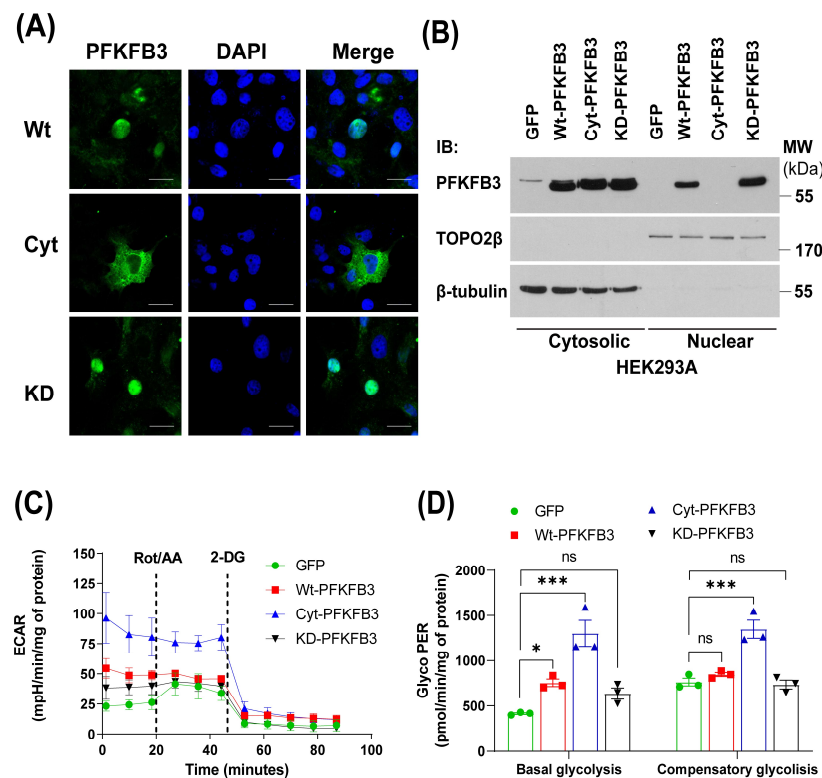 (A)
PFKFB3 DAPI Merge
Wt
Cyt
KD
(B)
GFP Wt-PFKFB3 Cyt-PFKFB3 KD-PFKFB3 GFP Wt-PFKFB3 Cyt-PFKFB3 KD-PFKFB3
IB: MW
(kDa)
PFKFB3 55
TOPO2β 170
β-tubulin 55
Cytosolic Nuclear
HEK293A
(C)
ECAR
(mpH/min/mg of protein)
150
125
100
75
50
25
0
Rot/AA 2-DG
GFP
Wt-PFKFB3
Cyt-PFKFB3
KD-PFKFB3
0 20 40 60 80 100
Time (minutes)
(D)
GFP Cyt-PFKFB3
Wt-PFKFB3 KD-PFKFB3
Glyco PER
(pmol/min/mg of protein)
2000
1500
1000
500
0
ns
***
*
ns
***
ns
Basal glycolysis Compensatory glycolisis